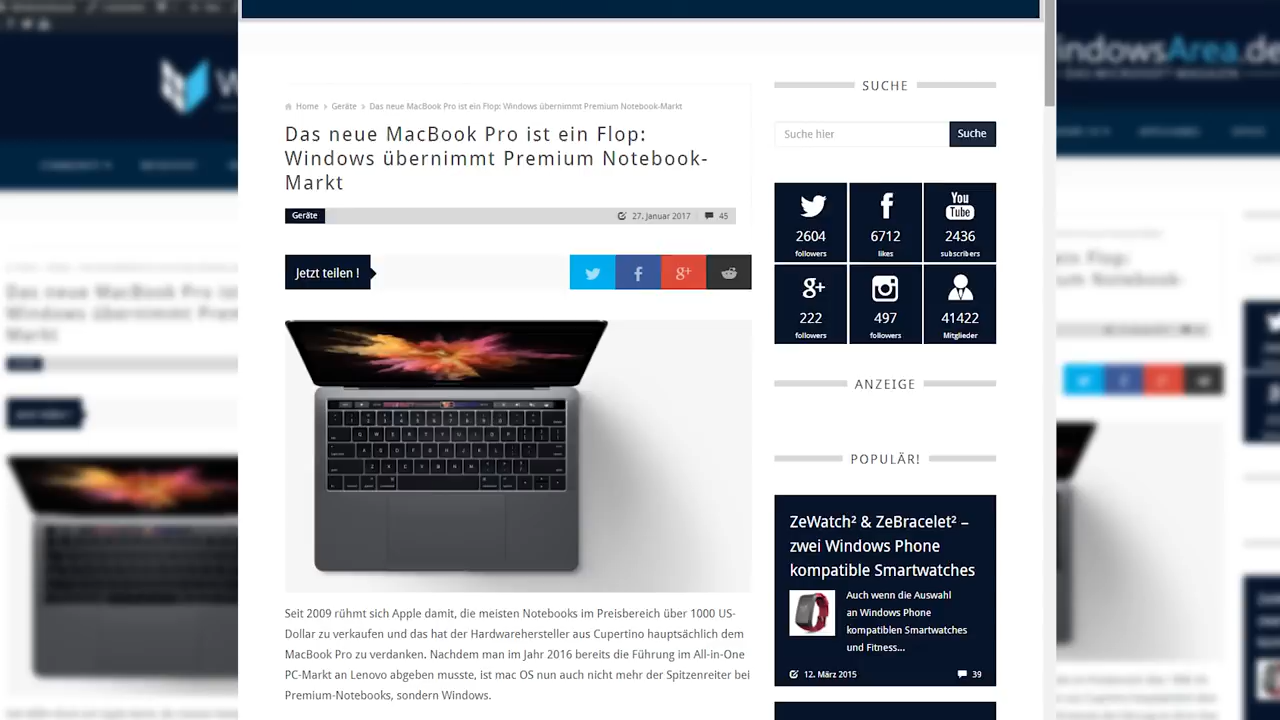 indowsArea.de
DAS MICROSOFT MAGAZIN
Home > Geräte > Das neue MacBook Pro ist ein Flop: Windows übernimmt Premium Notebook-Markt
Das neue MacBook Pro ist ein Flop:
Windows übernimmt Premium Notebook-
Markt
Geräte
27. Januar 2017
45
Jetzt teilen !
Seit 2009 rühmt sich Apple damit, die meisten Notebooks im Preisbereich über 1000 US-
Dollar zu verkaufen und das hat der Hardwarehersteller aus Cupertino hauptsächlich dem
MacBook Pro zu verdanken. Nachdem man im Jahr 2016 bereits die Führung im All-in-One
PC-Markt an Lenovo abgeben musste, ist mac OS nun auch nicht mehr der Spitzenreiter bei
Premium-Notebooks, sondern Windows.
SUCHE
Suche hier
Suche
You
Tube
2604
6712
2436
followers
likes
subscribers
g+
222
497
41422
followers
followers
Mitglieder
ANZEIGE
POPULÄR!
ZeWatch² & ZeBracelet² –
zwei Windows Phone
kompatible Smartwatches
Auch wenn die Auswahl
an Windows Phone
kompatiblen Smartwatches
und Fitness...
12. März 2015
39